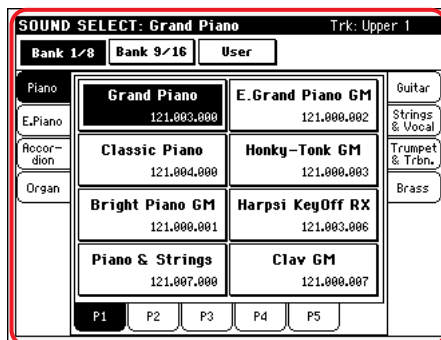 SOUND SELECT: Grand Piano Trk: Upper 1
Bank 1/8 Bank 9/16 User
Piano
E.Piano
Accor-
dion
Organ
Grand Piano
121.003.000
E.Grand Piano GM
121.000.002
Classic Piano
121.004.000
Honky-Tonk GM
121.000.003
Bright Piano GM
121.000.001
Harpsi KeyOff RX
121.003.006
Piano & Strings
121.007.000
Clav GM
121.000.007
Guitar
Strings
& Vocal
Trumpet
& Trbn.
Brass
P1 P2 P3 P4 P5